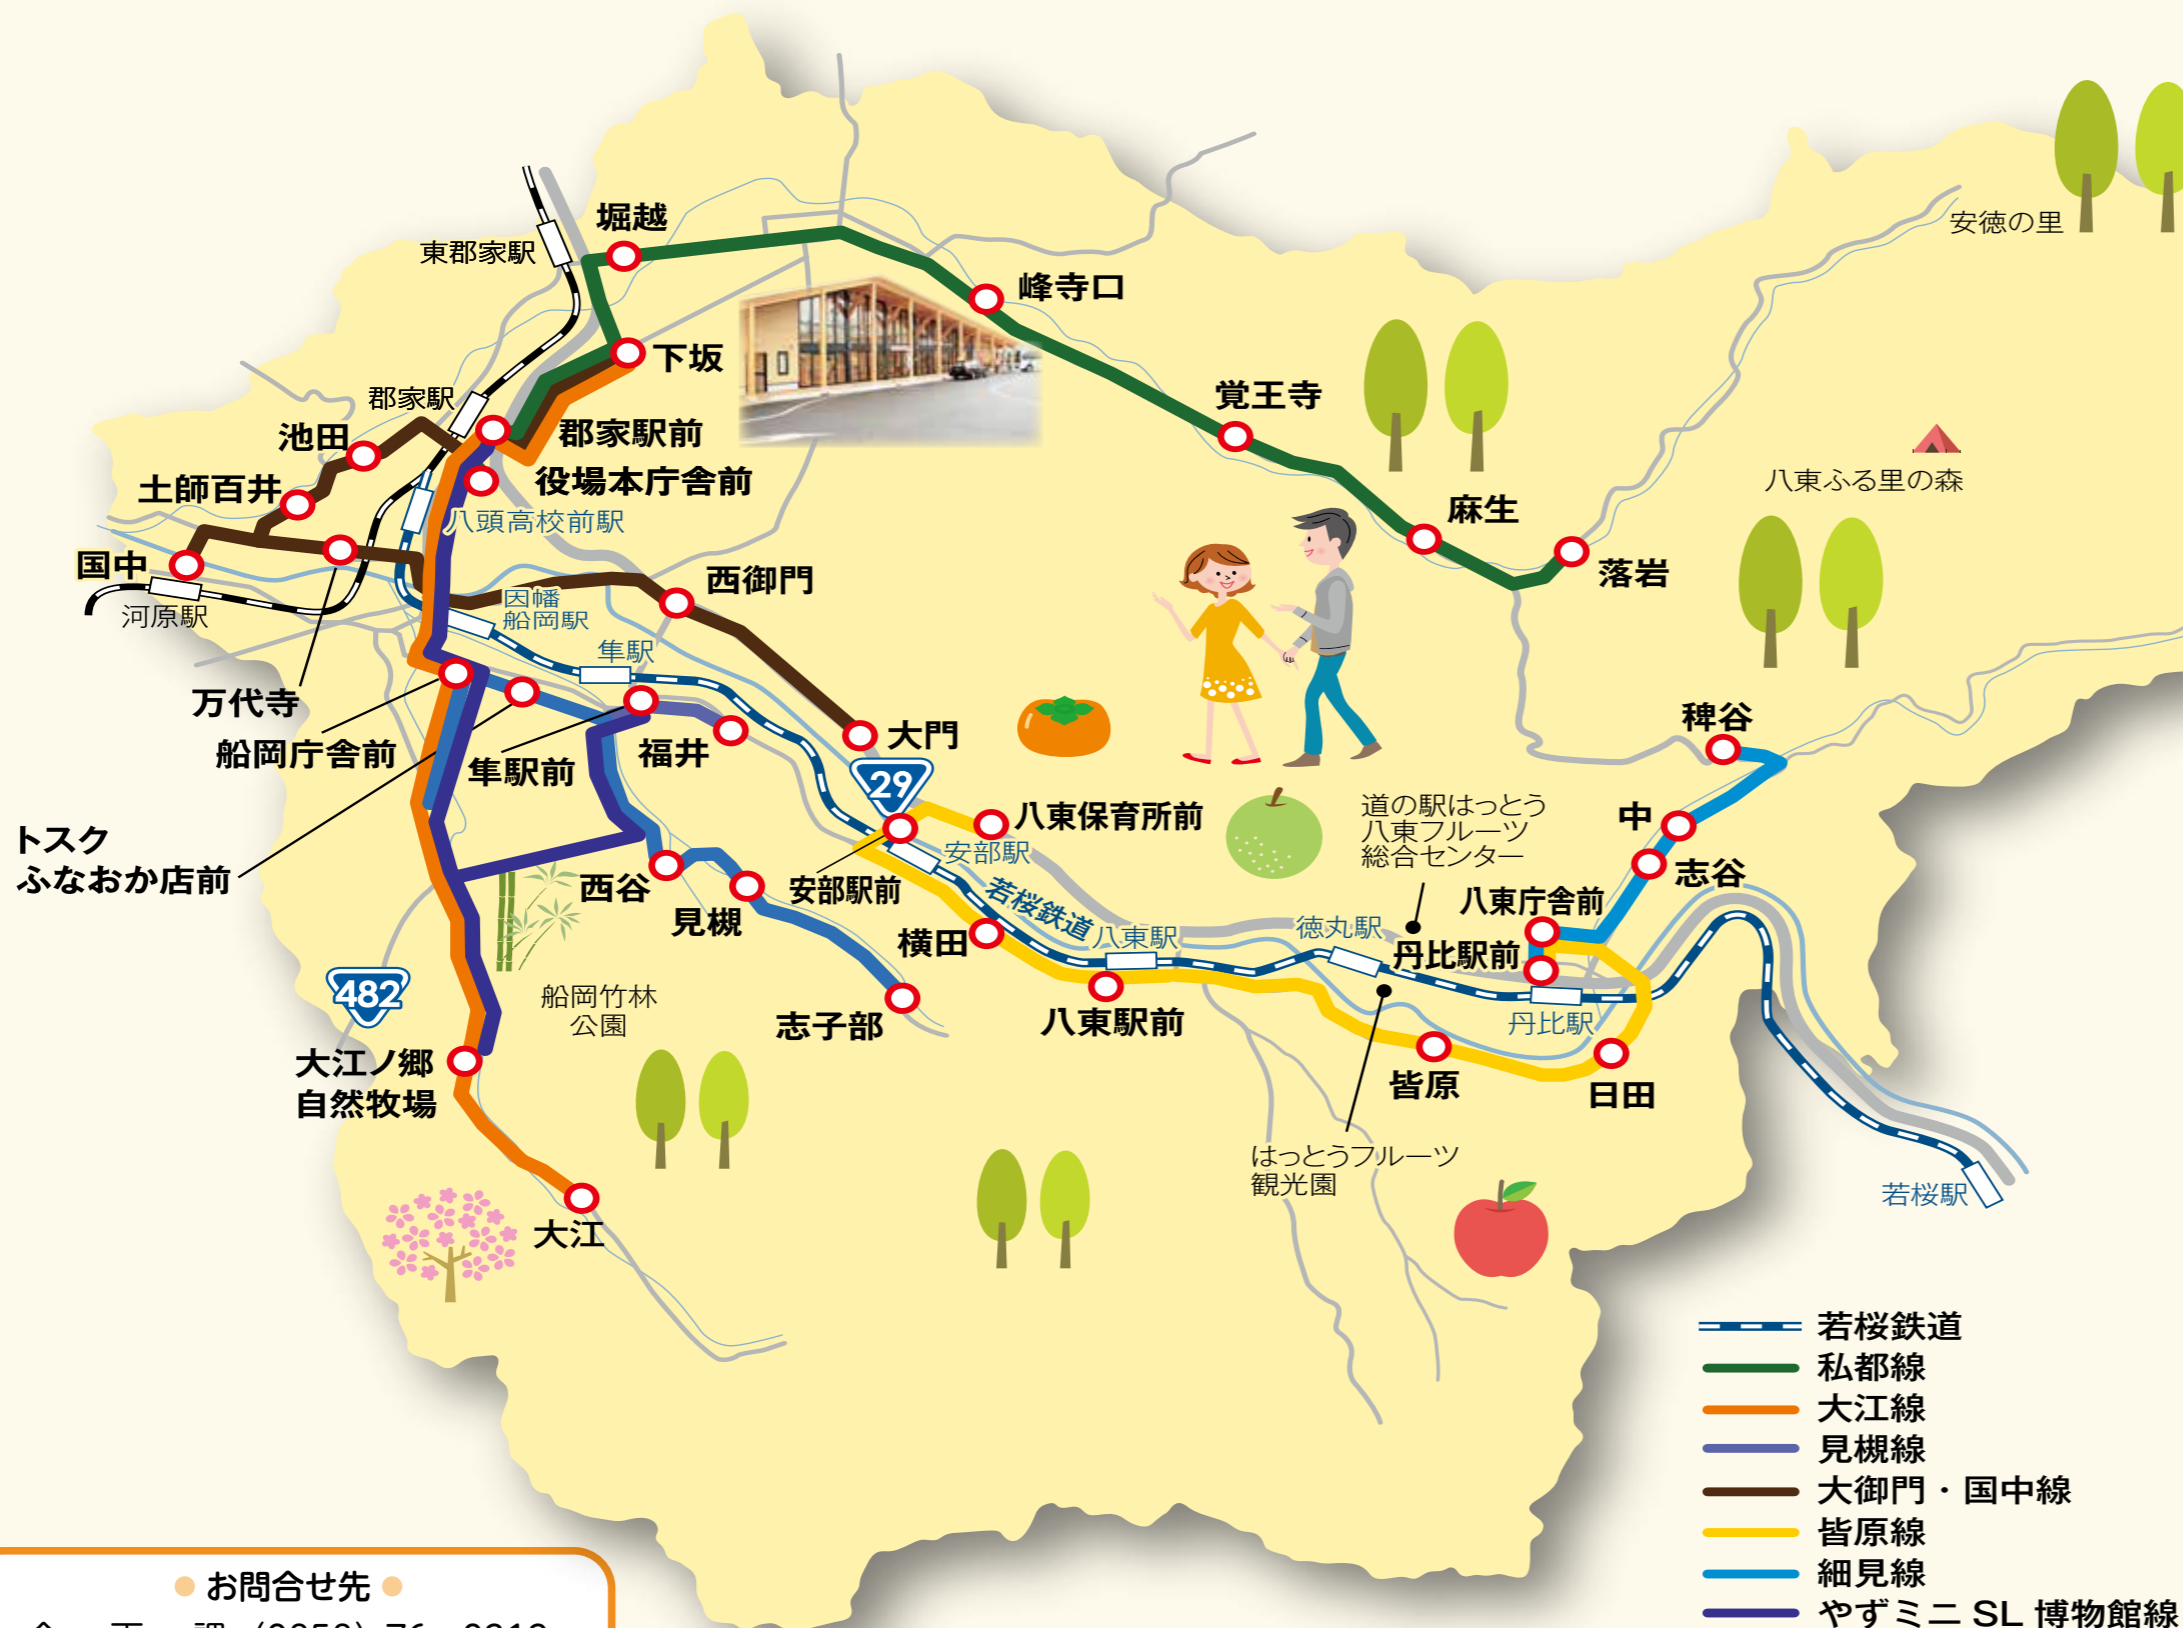 安徳の里
堀越
東郡家駅
峰寺口
下坂
郡家駅
覚王寺
池田
郡家駅前
役場本庁舎前
八東ふる里の森
土師百井
麻生
八頭高校前駅
国中
西御門
落岩
因幡
船岡駅
河原駅
隼駅
万代寺
稗谷
船岡庁舎前
福井
大門
隼駅前
29
トスク
ふなおか店前
八東保育所前
道の駅はっとう
八東フルーツ
総合センター
中
安部駅
志谷
西谷
安部駅前
若桜鉄道
八東庁舎前
見槻
横田
八東駅
徳丸駅
丹比駅前
482
船岡竹林
公園
志子部
八東駅前
丹比駅
大江ノ郷
自然牧場
皆原
日田
はっとうフルーツ
観光園
若桜駅
大江
若桜鉄道
私都線
大江線
見槻線
大御門・国中線
皆原線
細見線
やずミニ SL 博物館線
お問合せ先